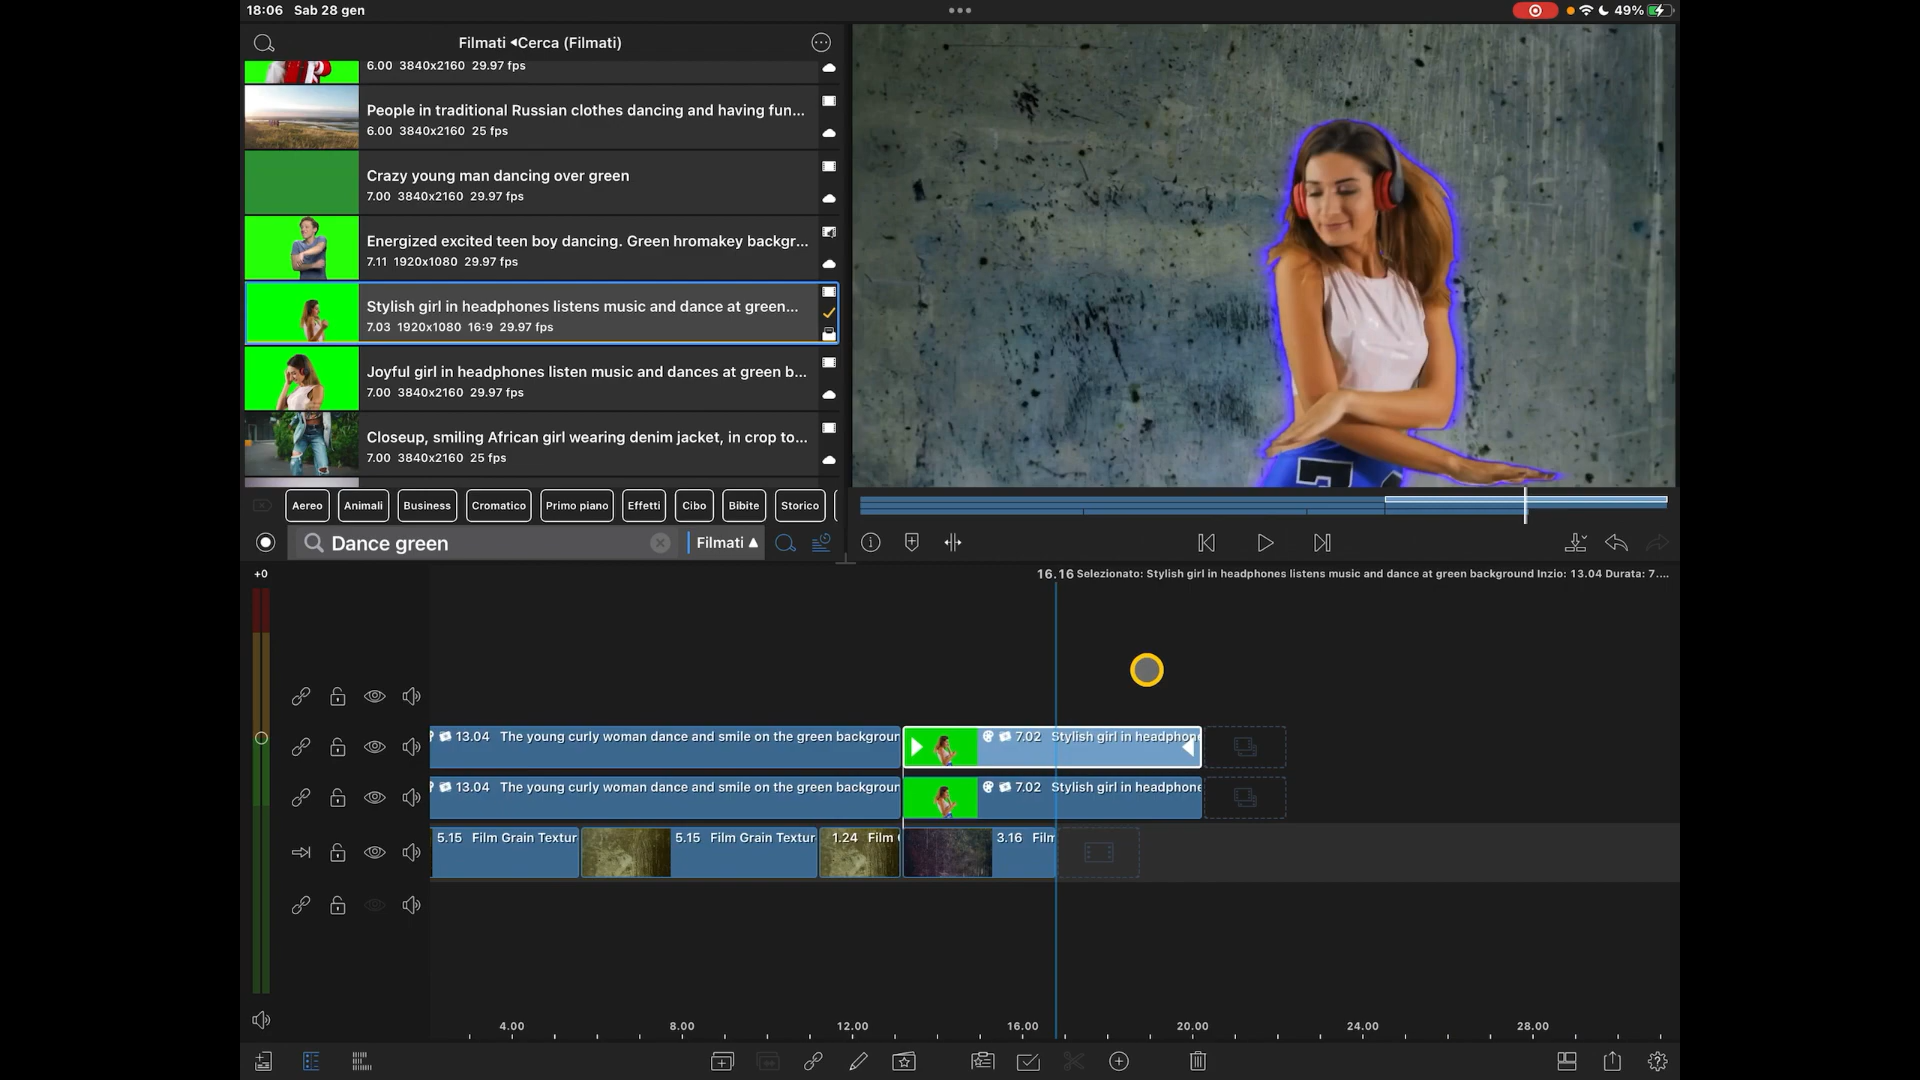 18:06 Sab 28 gen
49%
Filmati ◂Cerca (Filmati)
6.00 3840x2160 29.97 fps
People in traditional Russian clothes dancing and having fun...
6.00 3840x2160 25 fps
Crazy young man dancing over green
7.00 3840x2160 29.97 fps
Energized excited teen boy dancing. Green hromakey backgr...
7.11 1920x1080 29.97 fps
Stylish girl in headphones listens music and dance at green...
7.03 1920x1080 16:9 29.97 fps
Joyful girl in headphones listen music and dances at green b...
7.00 3840x2160 29.97 fps
Closeup, smiling African girl wearing denim jacket, in crop to...
7.00 3840x2160 25 fps
Aereo Animali Business Cromatico Primo piano Effetti Cibo Bibite Storico
Dance green
Filmati ▲
+0
16.16 Selezionato: Stylish girl in headphones listens music and dance at green background Inzio: 13.04 Durata: 7....
13.04 The young curly woman dance and smile on the green backgroun
7.02 Stylish girl in headphone
13.04 The young curly woman dance and smile on the green backgroun
7.02 Stylish girl in headphone
5.15 Film Grain Textur
5.15 Film Grain Textur
1.24 Film
3.16 Film
4.00 8.00 12.00 16.00 20.00 24.00 28.00